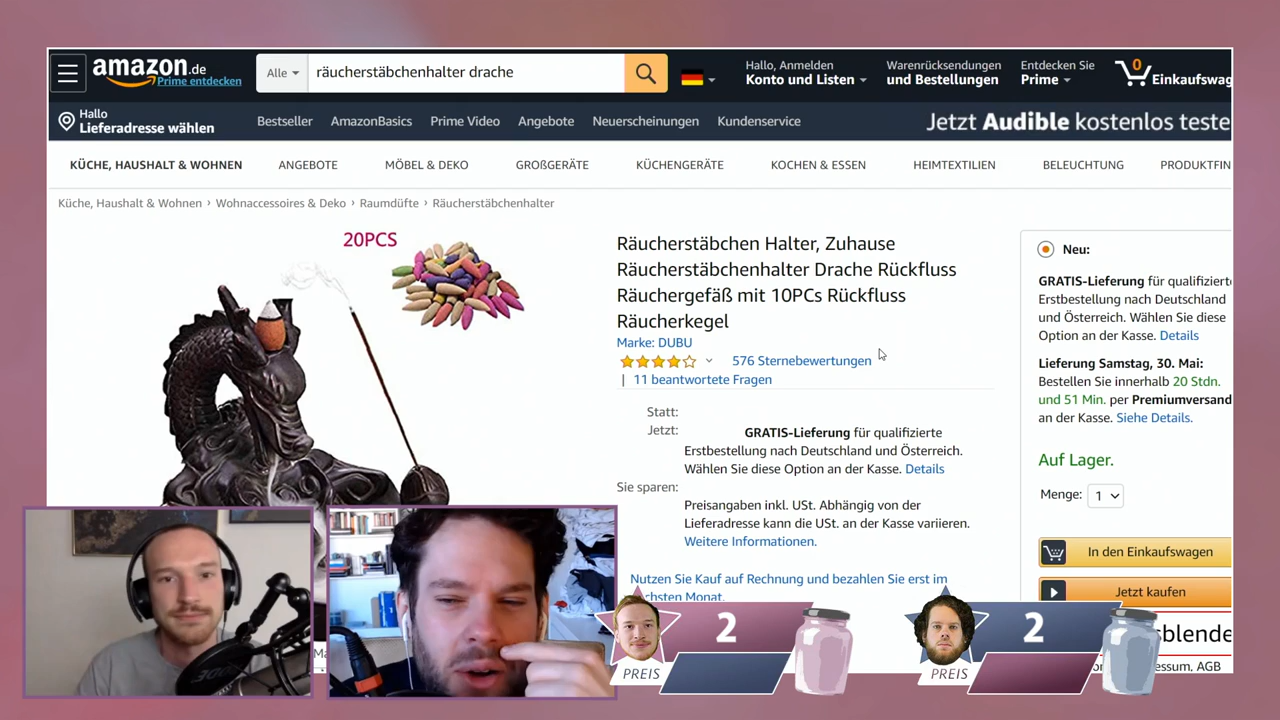 amazon.de
Prime entdecken
Alle
räucherstäbchenhalter drache
Hallo, Anmelden
Konto und Listen
Warenrücksendungen
und Bestellungen
Entdecken Sie
Prime
0
Einkaufswag
Hallo
Lieferadresse wählen
Bestseller
AmazonBasics
Prime Video
Angebote
Neuerscheinungen
Kundenservice
Jetzt Audible kostenlos teste
KÜCHE, HAUSHALT & WOHNEN
ANGEBOTE
MÖBEL & DEKO
GROßGERÄTE
KÜCHENGERÄTE
KOCHEN & ESSEN
HEIMTEXTILIEN
BELEUCHTUNG
PRODUKTFIN
Küche, Haushalt & Wohnen › Wohnaccessoires & Deko › Raumdüfte › Räucherstäbchenhalter
20PCS
Räucherstäbchen Halter, Zuhause
Räucherstäbchenhalter Drache Rückfluss
Räuchergefäß mit 10PCs Rückfluss
Räucherkegel
Marke: DUBU
576 Sternebewertungen
| 11 beantwortete Fragen
Statt:
Jetzt:
GRATIS-Lieferung für qualifizierte
Erstbestellung nach Deutschland und Österreich.
Wählen Sie diese Option an der Kasse. Details
Sie sparen:
Preisangaben inkl. USt. Abhängig von der
Lieferadresse kann die USt. an der Kasse variieren.
Weitere Informationen.
Nutzen Sie Kauf auf Rechnung und bezahlen Sie erst im
chsten Monat.
Neu:
GRATIS-Lieferung für qualifizierte
Erstbestellung nach Deutschland
und Österreich. Wählen Sie diese
Option an der Kasse. Details
Lieferung Samstag, 30. Mai:
Bestellen Sie innerhalb 20 Stdn.
und 51 Min. per Premiumversand
an der Kasse. Siehe Details.
Auf Lager.
Menge: 1
In den Einkaufswagen
Jetzt kaufen
sblende
essum, AGB
2
PREIS
2
PREIS